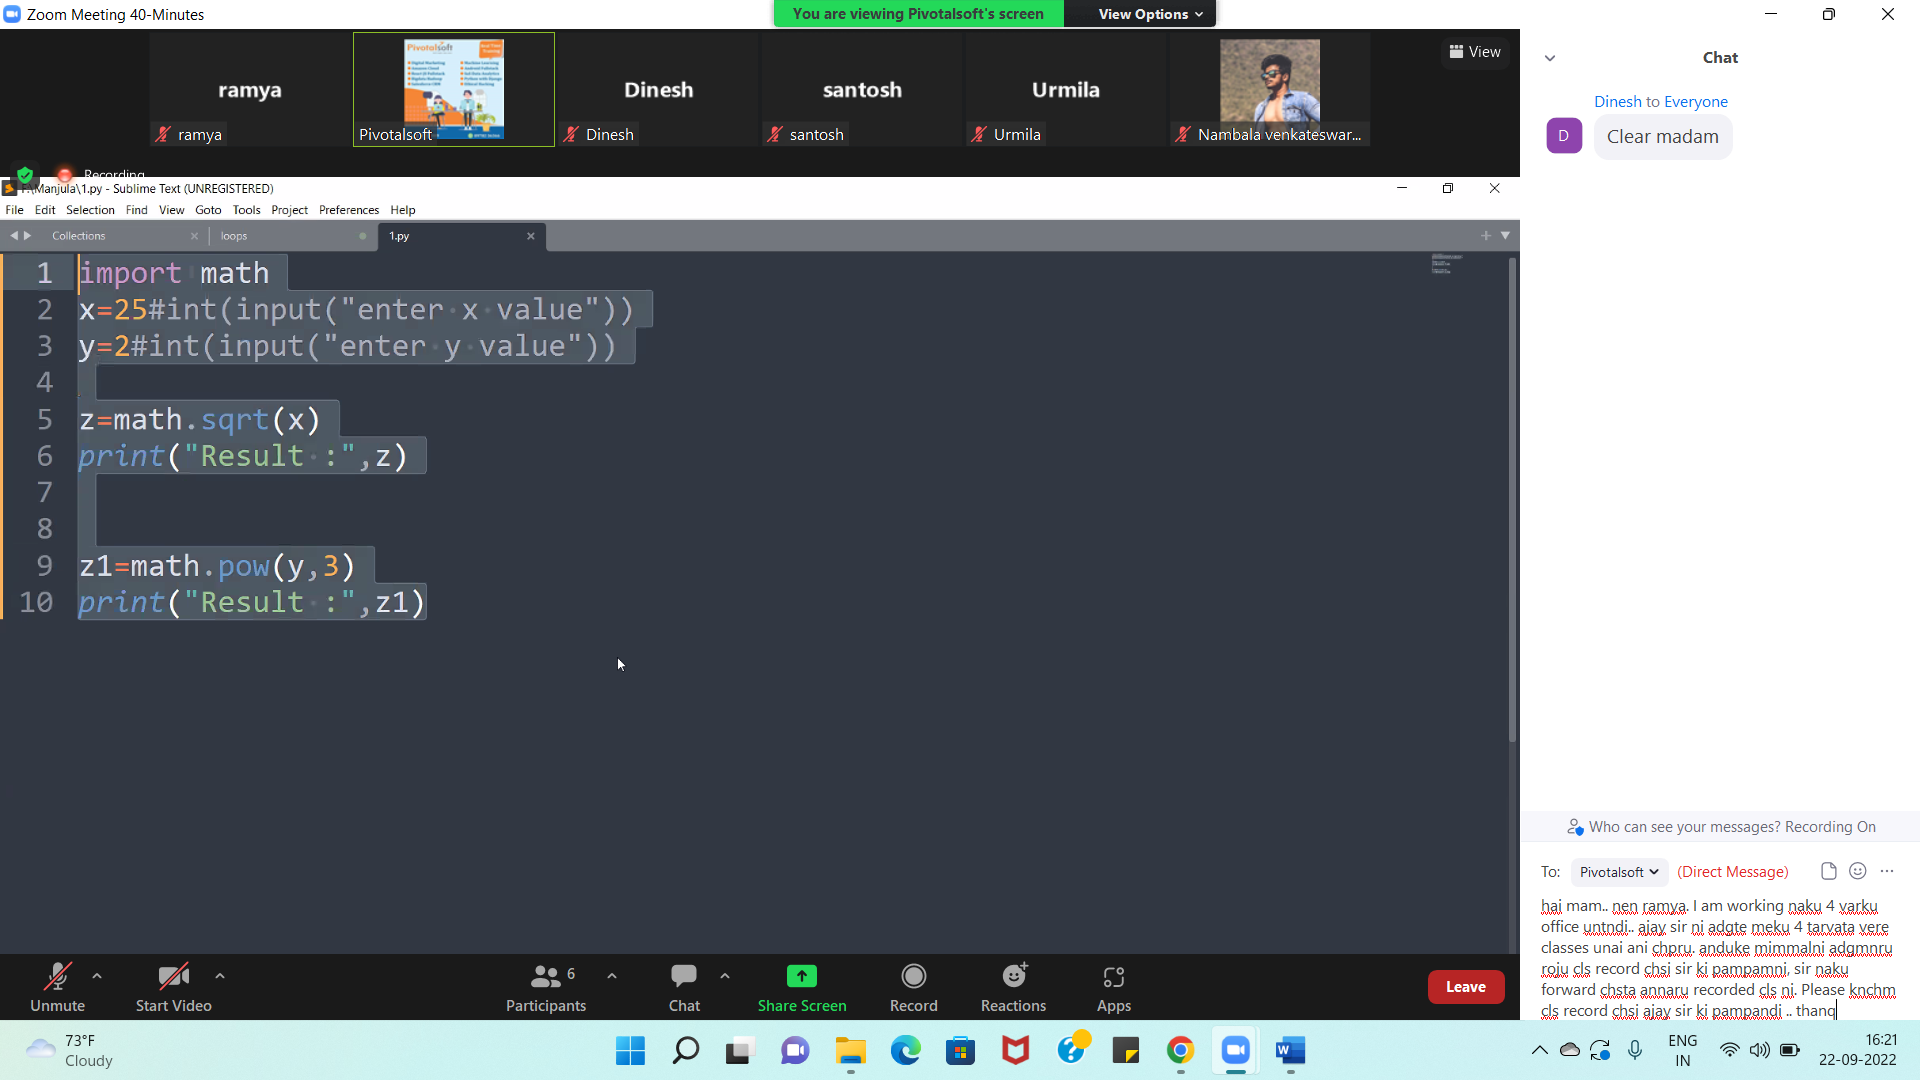 Zoom Meeting 40-Minutes
You are viewing Pivotalsoft's screen
View Options
View
ramya
ramya
Pivotalsoft
Pivotalsoft
Dinesh
Dinesh
santosh
santosh
Urmila
Urmila
Nambala venkateswar...
Recording
\Manjula\1.py - Sublime Text (UNREGISTERED)
File Edit Selection Find View Goto Tools Project Preferences Help
Collections
loops
1.py
1 import math
2 x=25#int(input("enter x value"))
3 y=2#int(input("enter y value"))
4
5 z=math.sqrt(x)
6 print("Result :",z)
7
8
9 z1=math.pow(y,3)
10 print("Result :",z1)
Chat
Dinesh to Everyone
D
Clear madam
Who can see your messages? Recording On
To: Pivotalsoft (Direct Message)
hai mam.. nen ramya. I am working naku 4 varku
office untndi.. ajay sir ni adgte meku 4 tarvata vere
classes unai ani chpru. anduke mimmalni adgmnru
roju cls record chsi sir ki pampamni, sir naku
forward chsta annaru recorded cls ni. Please knchm
cls record chsi ajay sir ki pampandi .. thanq
Unmute
Start Video
6
Participants
Chat
Share Screen
Record
Reactions
Apps
Leave
73°F
Cloudy
ENG
IN
16:21
22-09-2022